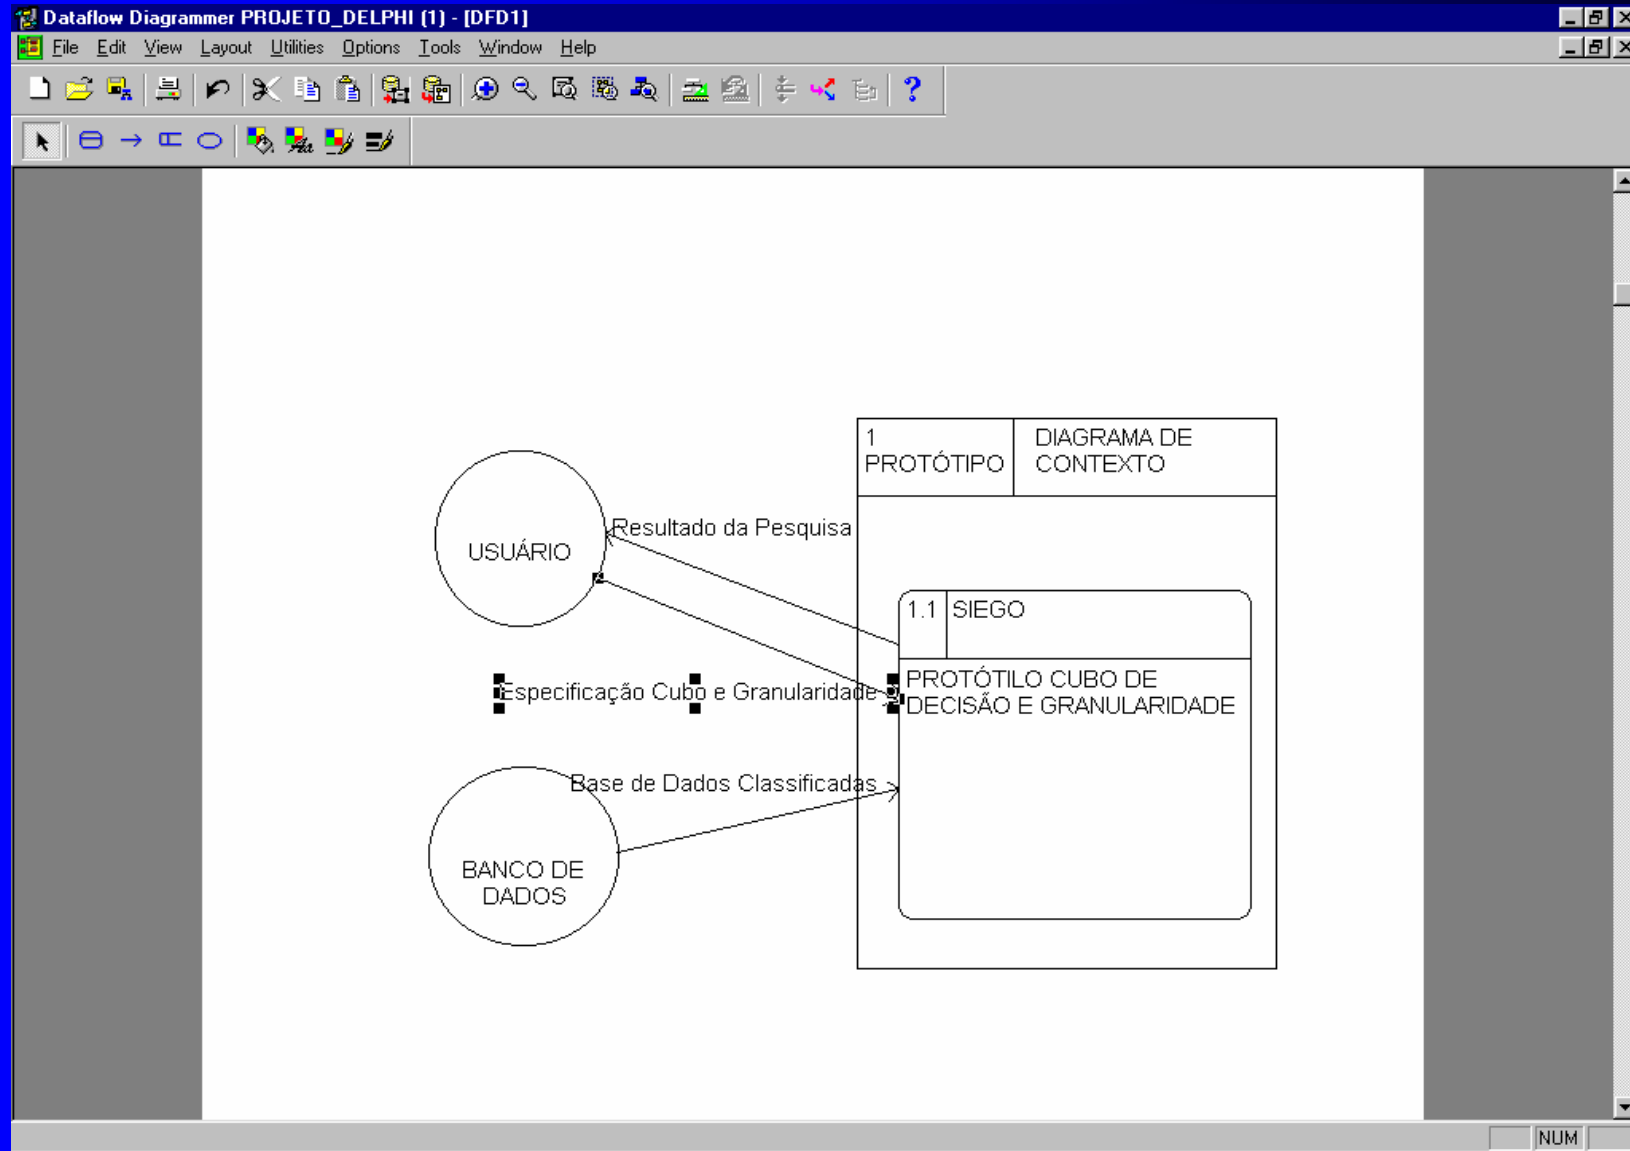 Dataflow Diagrammer PROJETO_DELPHI (1) - [DFD1]
File Edit View Layout Utilities Options Tools Window Help
1
PROTÓTIPO
DIAGRAMA DE
CONTEXTO
Resultado da Pesquisa
USUÁRIO
1.1 SIEGO
PROTÓTILO CUBO DE
DECISÃO E GRANULARIDADE
Especificação Cubo e Granularidade
Base de Dados Classificadas
BANCO DE
DADOS
NUM